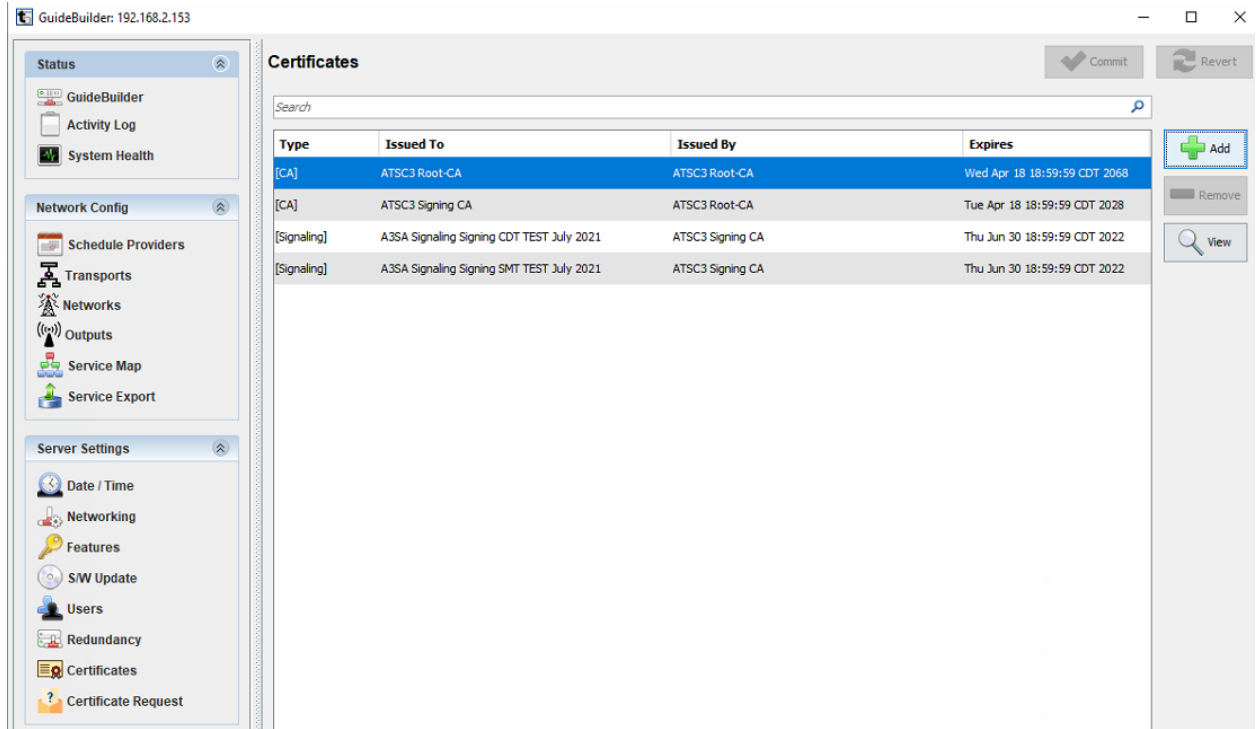 GuideBuilder: 192.168.2.153
Status
GuideBuilder
Activity Log
System Health
Network Config
Schedule Providers
Transports
Networks
Outputs
Service Map
Service Export
Server Settings
Date / Time
Networking
Features
S/W Update
Users
Redundancy
Certificates
Certificate Request
Certificates
Commit
Revert
Search
Type Issued To Issued By Expires
[CA] ATSC3 Root-CA ATSC3 Root-CA Wed Apr 18 18:59:59 CDT 2068
[CA] ATSC3 Signing CA ATSC3 Root-CA Tue Apr 18 18:59:59 CDT 2028
[Signaling] A3SA Signaling Signing CDT TEST July 2021 ATSC3 Signing CA Thu Jun 30 18:59:59 CDT 2022
[Signaling] A3SA Signaling Signing SMT TEST July 2021 ATSC3 Signing CA Thu Jun 30 18:59:59 CDT 2022
Add
Remove
View